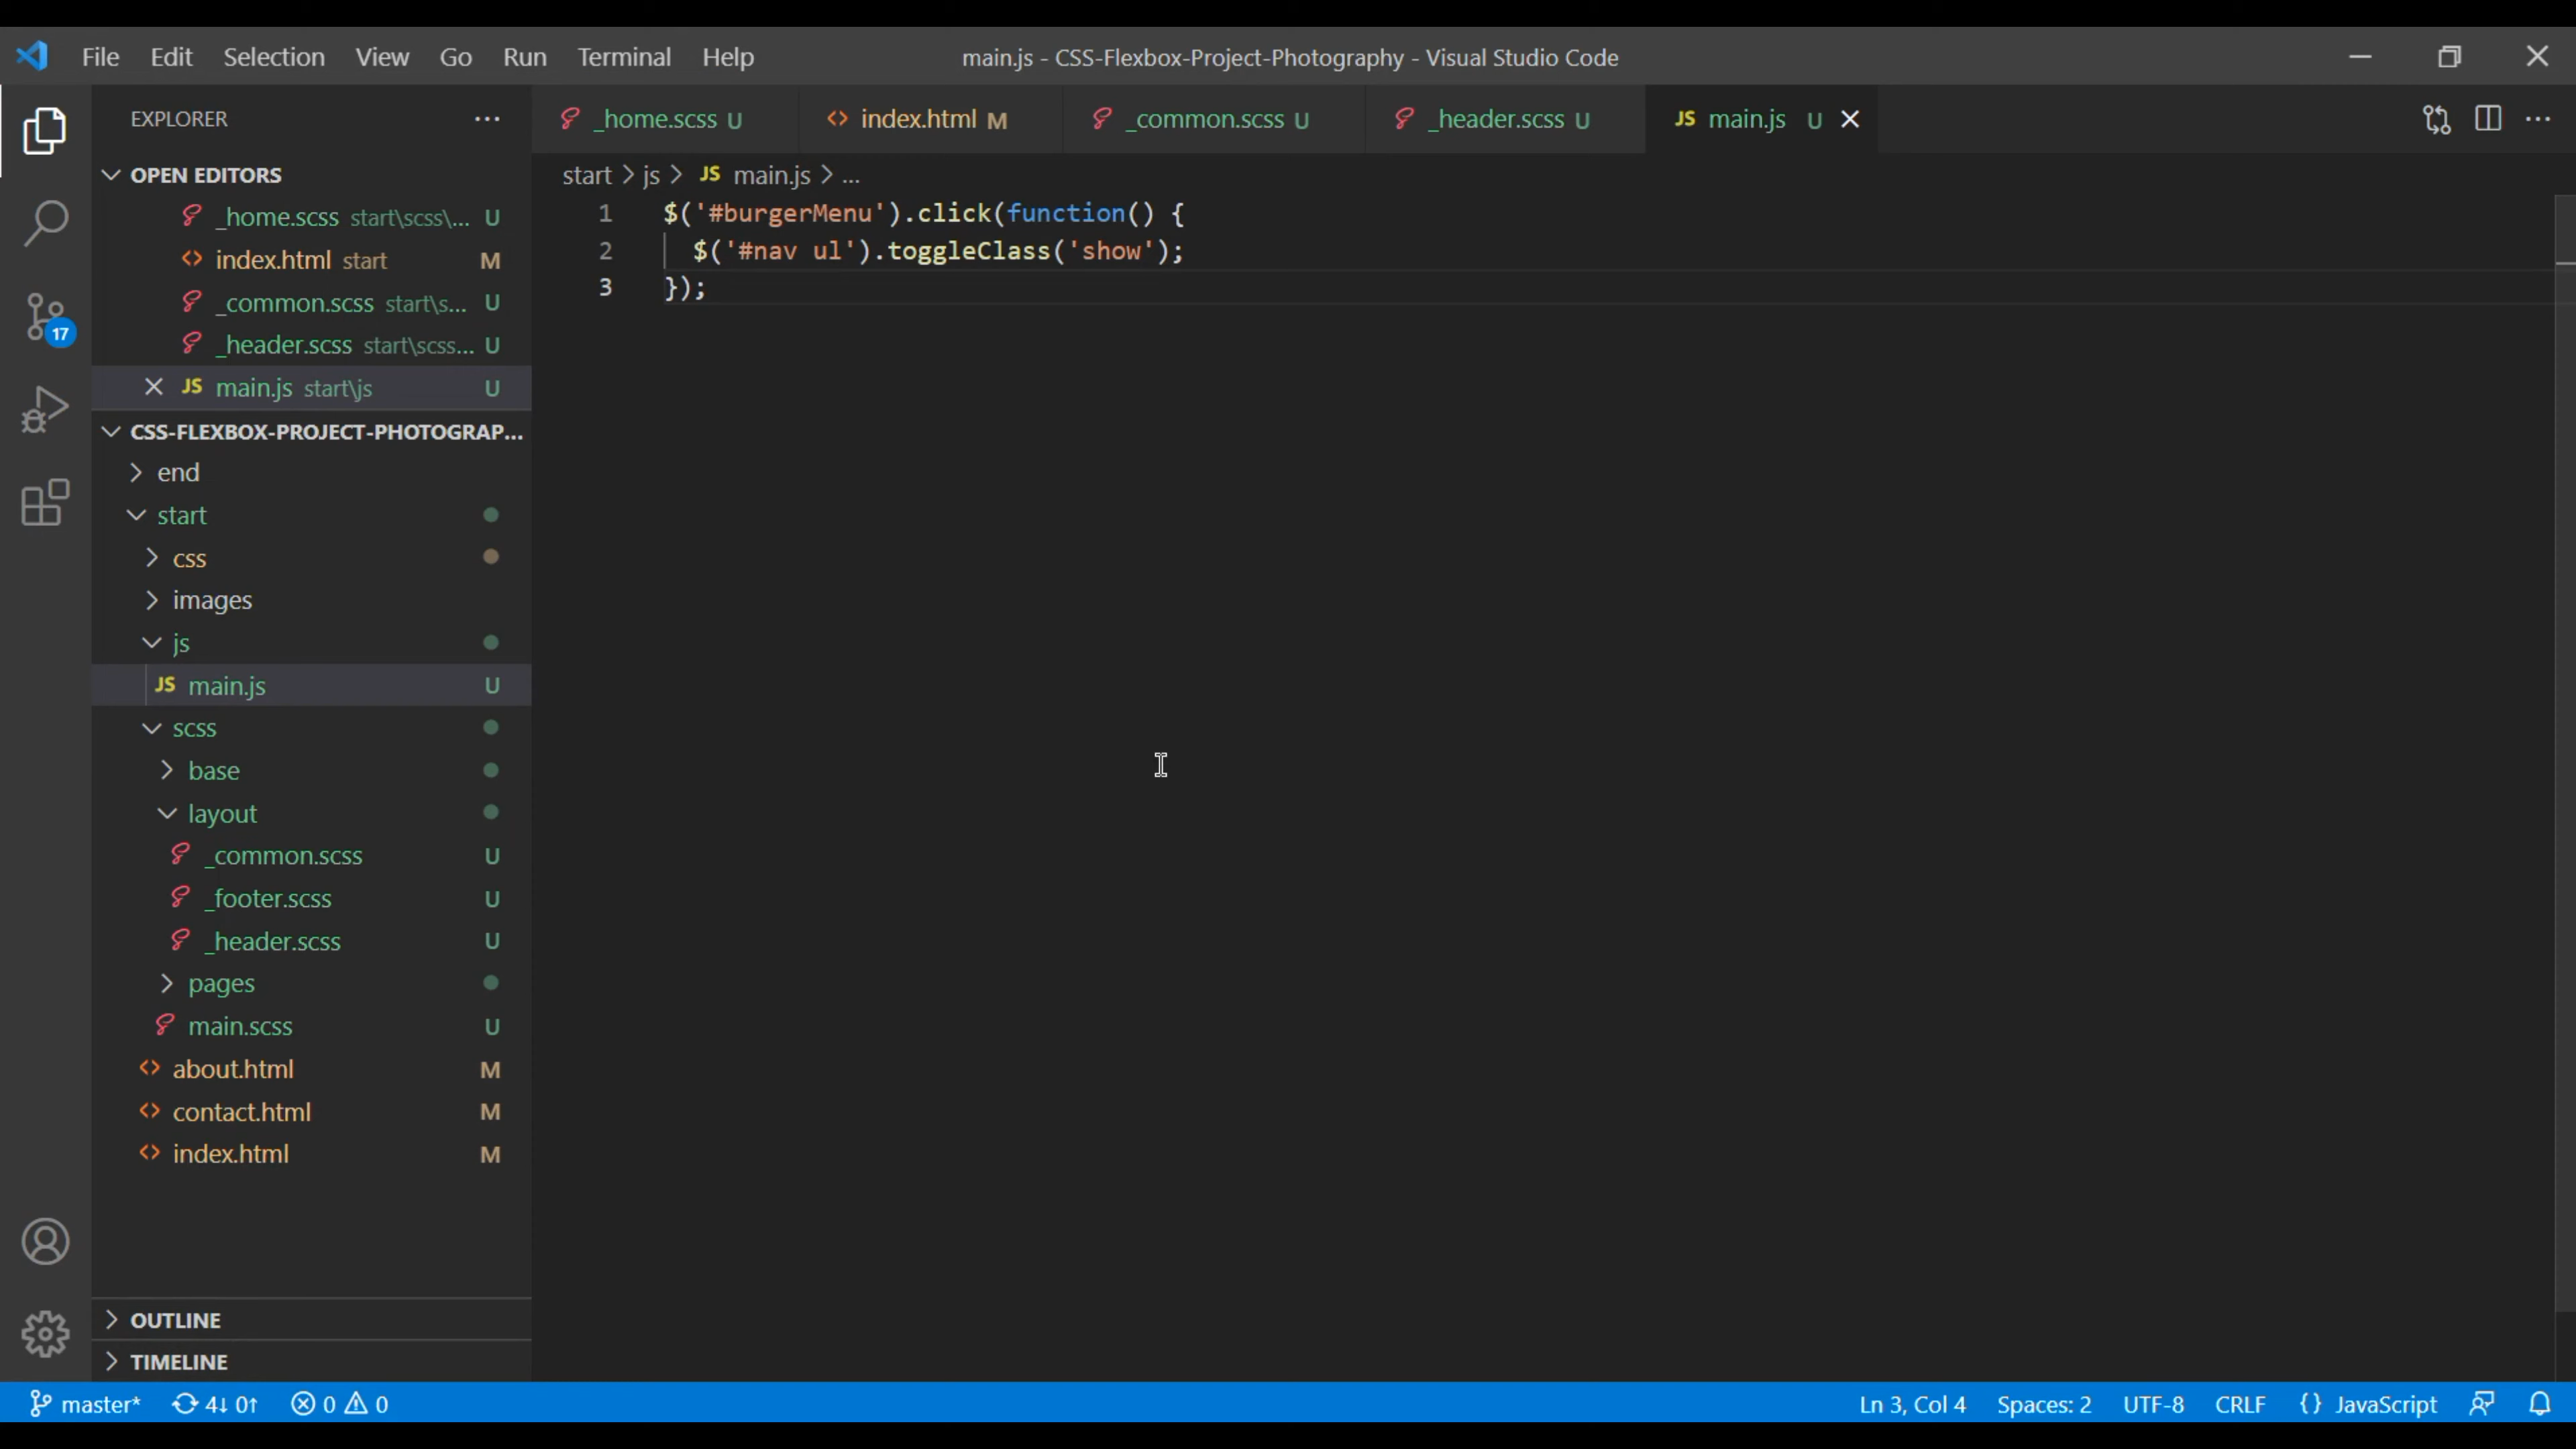 File Edit Selection View Go Run Terminal Help
main.js - CSS-Flexbox-Project-Photography - Visual Studio Code
EXPLORER
_home.scss U
index.html M
_common.scss U
_header.scss U
JS main.js U
OPEN EDITORS
_home.scss start\scss\... U
index.html start M
_common.scss start\s... U
_header.scss start\scss... U
JS main.js start\js U
CSS-FLEXBOX-PROJECT-PHOTOGRAP...
end
start
css
images
js
JS main.js U
scss
base
layout
_common.scss U
_footer.scss U
_header.scss U
pages
main.scss U
about.html M
contact.html M
index.html M
OUTLINE
TIMELINE
17
start > js > JS main.js > ...
1 $('#burgerMenu').click(function() {
2 $('#nav ul').toggleClass('show');
3 });
master* 4↓ 0↑ 0 0
Ln 3, Col 4 Spaces: 2 UTF-8 CRLF {} JavaScript